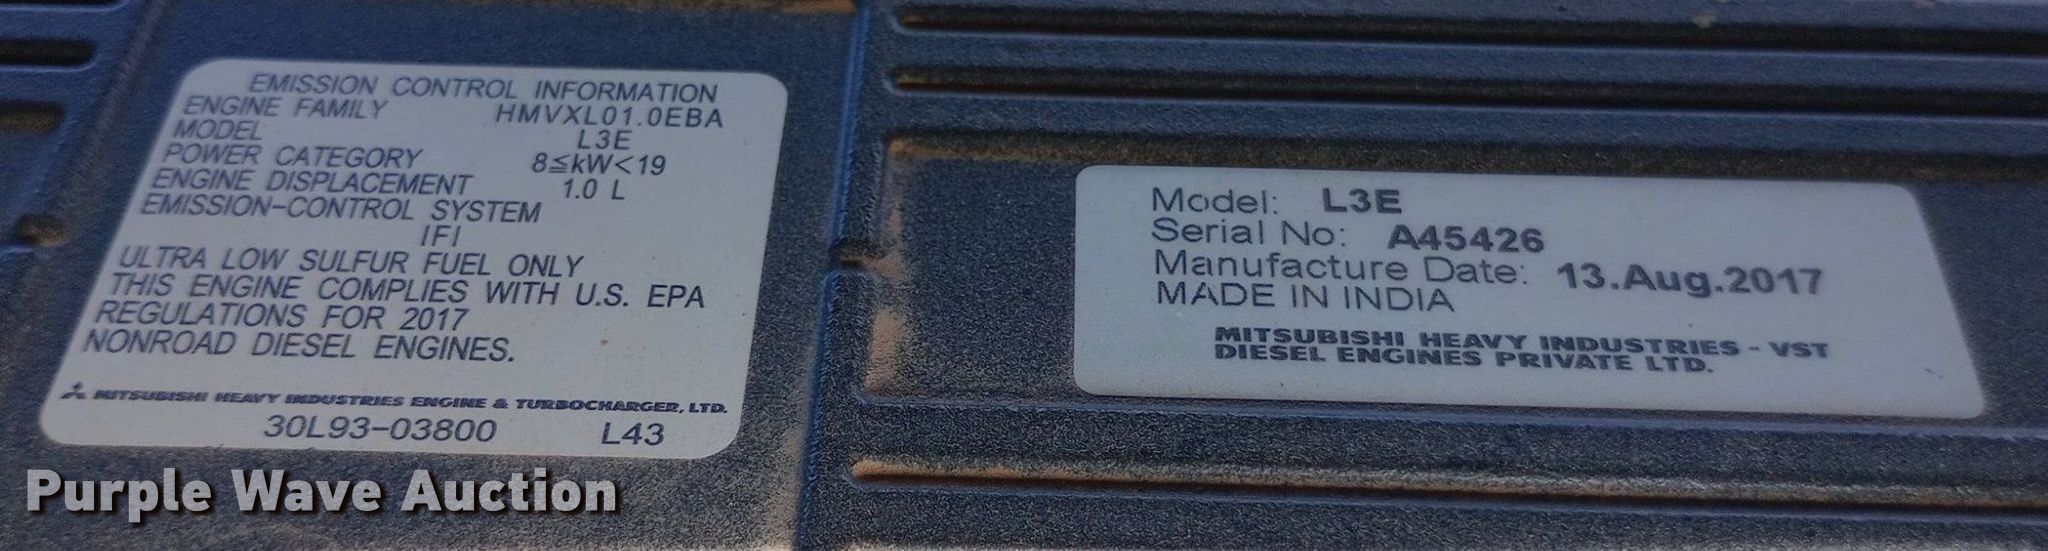 EMISSION CONTROL INFORMATION
ENGINE FAMILY HMVXL01.0EBA
MODEL L3E
POWER CATEGORY 8≦kW<19
ENGINE DISPLACEMENT 1.0 L
EMISSION-CONTROL SYSTEM
IFI
ULTRA LOW SULFUR FUEL ONLY
THIS ENGINE COMPLIES WITH U.S. EPA
REGULATIONS FOR 2017
NONROAD DIESEL ENGINES.
MITSUBISHI HEAVY INDUSTRIES ENGINE & TURBOCHARGER, LTD.
30L93-03800 L43
Model: L3E
Serial No: A45426
Manufacture Date: 13.Aug.2017
MADE IN INDIA
MITSUBISHI HEAVY INDUSTRIES - VST
DIESEL ENGINES PRIVATE LTD.
Purple Wave Auction